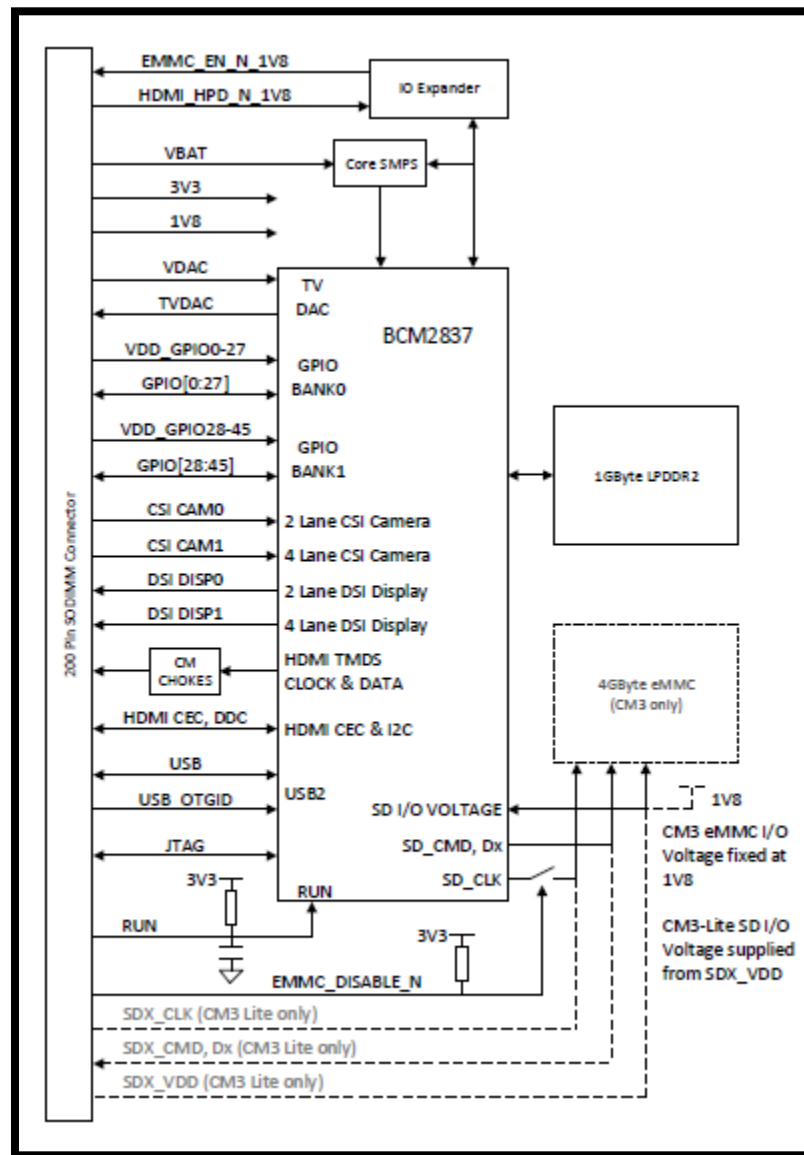 EMMC_EN_N_1V8
IO Expander
HDMI_HPD_N_1V8
VBAT
Core SMPS
3V3
1V8
VDAC
TV
DAC
TVDAC
BCM2837
VDD_GPIO0-27
GPIO
BANK0
GPIO[0:27]
VDD_GPIO28-45
GPIO
BANK1
GPIO[28:45]
1GByte LPDDR2
200 Pin SODIMM Connector
CSI CAM0
2 Lane CSI Camera
CSI CAM1
4 Lane CSI Camera
DSI DISP0
2 Lane DSI Display
DSI DISP1
4 Lane DSI Display
CM
CHOKES
HDMI TMDS
CLOCK & DATA
4GByte eMMC
(CM3 only)
HDMI CEC, DDC
HDMI CEC & I2C
USB
USB2
USB_OTGID
SD I/O VOLTAGE
1V8
JTAG
SD_CMD, Dx
CM3 eMMC I/O
Voltage fixed at
1V8
SD_CLK
3V3
RUN
RUN
3V3
CM3-Lite SD I/O
Voltage supplied
from SDX_VDD
EMMC_DISABLE_N
SDX_CLK (CM3 Lite only)
SDX_CMD, Dx (CM3 Lite only)
SDX_VDD (CM3 Lite only)